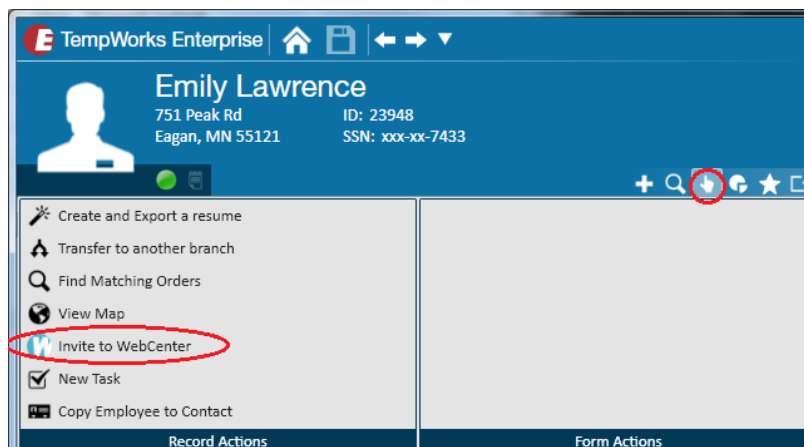 TempWorks Enterprise
Emily Lawrence
751 Peak Rd ID: 23948
Eagan, MN 55121 SSN: xxx-xx-7433
Create and Export a resume
Transfer to another branch
Find Matching Orders
View Map
Invite to WebCenter
New Task
Copy Employee to Contact
Record Actions Form Actions